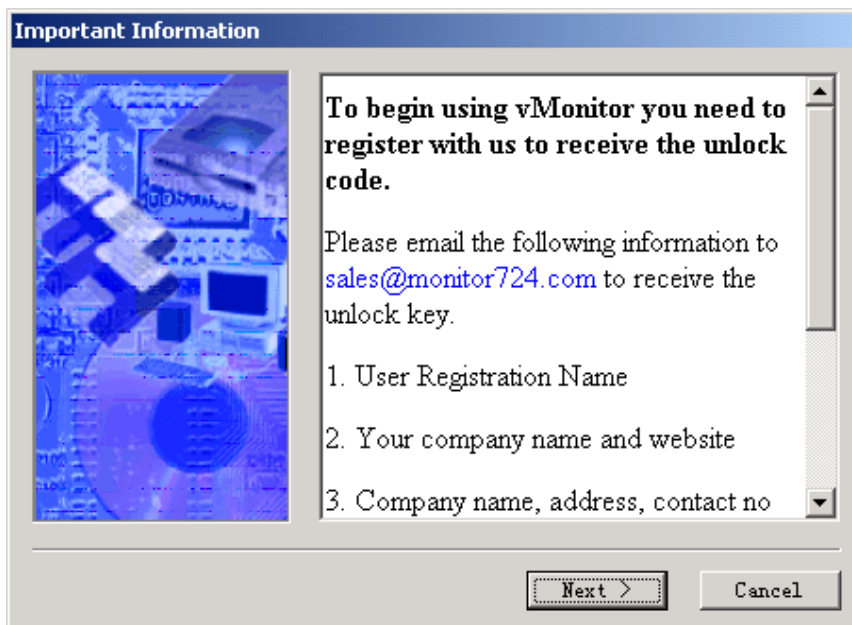 Important Information
To begin using vMonitor you need to
register with us to receive the unlock
code.
Please email the following information to
sales@monitor724.com to receive the
unlock key.
1. User Registration Name
2. Your company name and website
3. Company name, address, contact no
Next >
Cancel